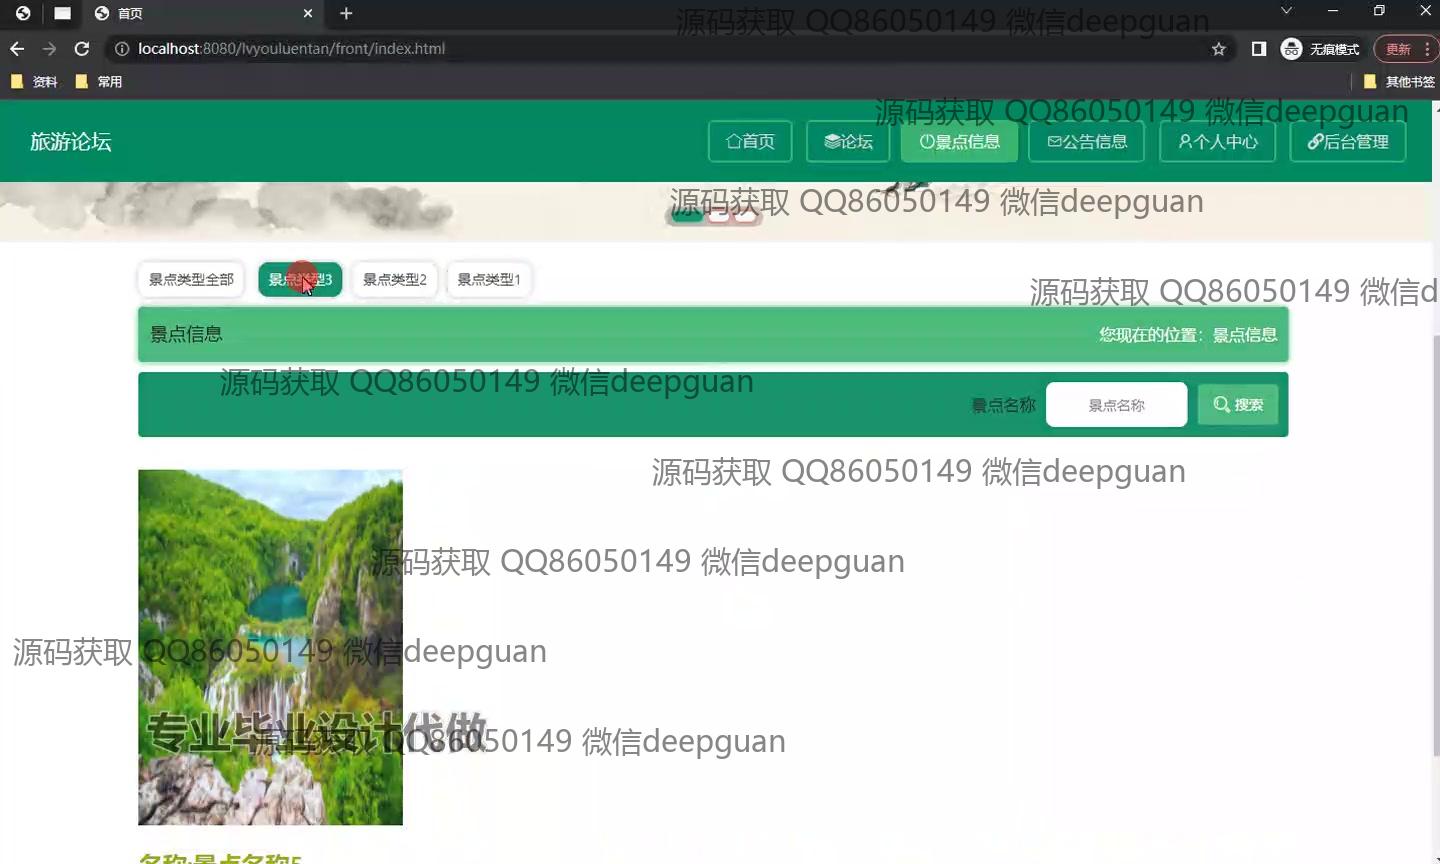 首页
源码获取 QQ86050149 微信deepguan
localhost:8080/lvyouluentan/front/index.html
无痕模式
更新
资料
常用
其他书签
源码获取 QQ86050149 微信deepguan
旅游论坛
首页
论坛
景点信息
公告信息
个人中心
后台管理
源码获取 QQ86050149 微信deepguan
景点类型全部
景点类型3
景点类型2
景点类型1
源码获取 QQ86050149 微信d
景点信息
您现在的位置：景点信息
源码获取 QQ86050149 微信deepguan
景点名称
景点名称
搜索
源码获取 QQ86050149 微信deepguan
源码获取 QQ86050149 微信deepguan
源码获取 QQ86050149 微信deepguan
专业毕业设计代做
源码获取 QQ86050149 微信deepguan
名称:景点名称5